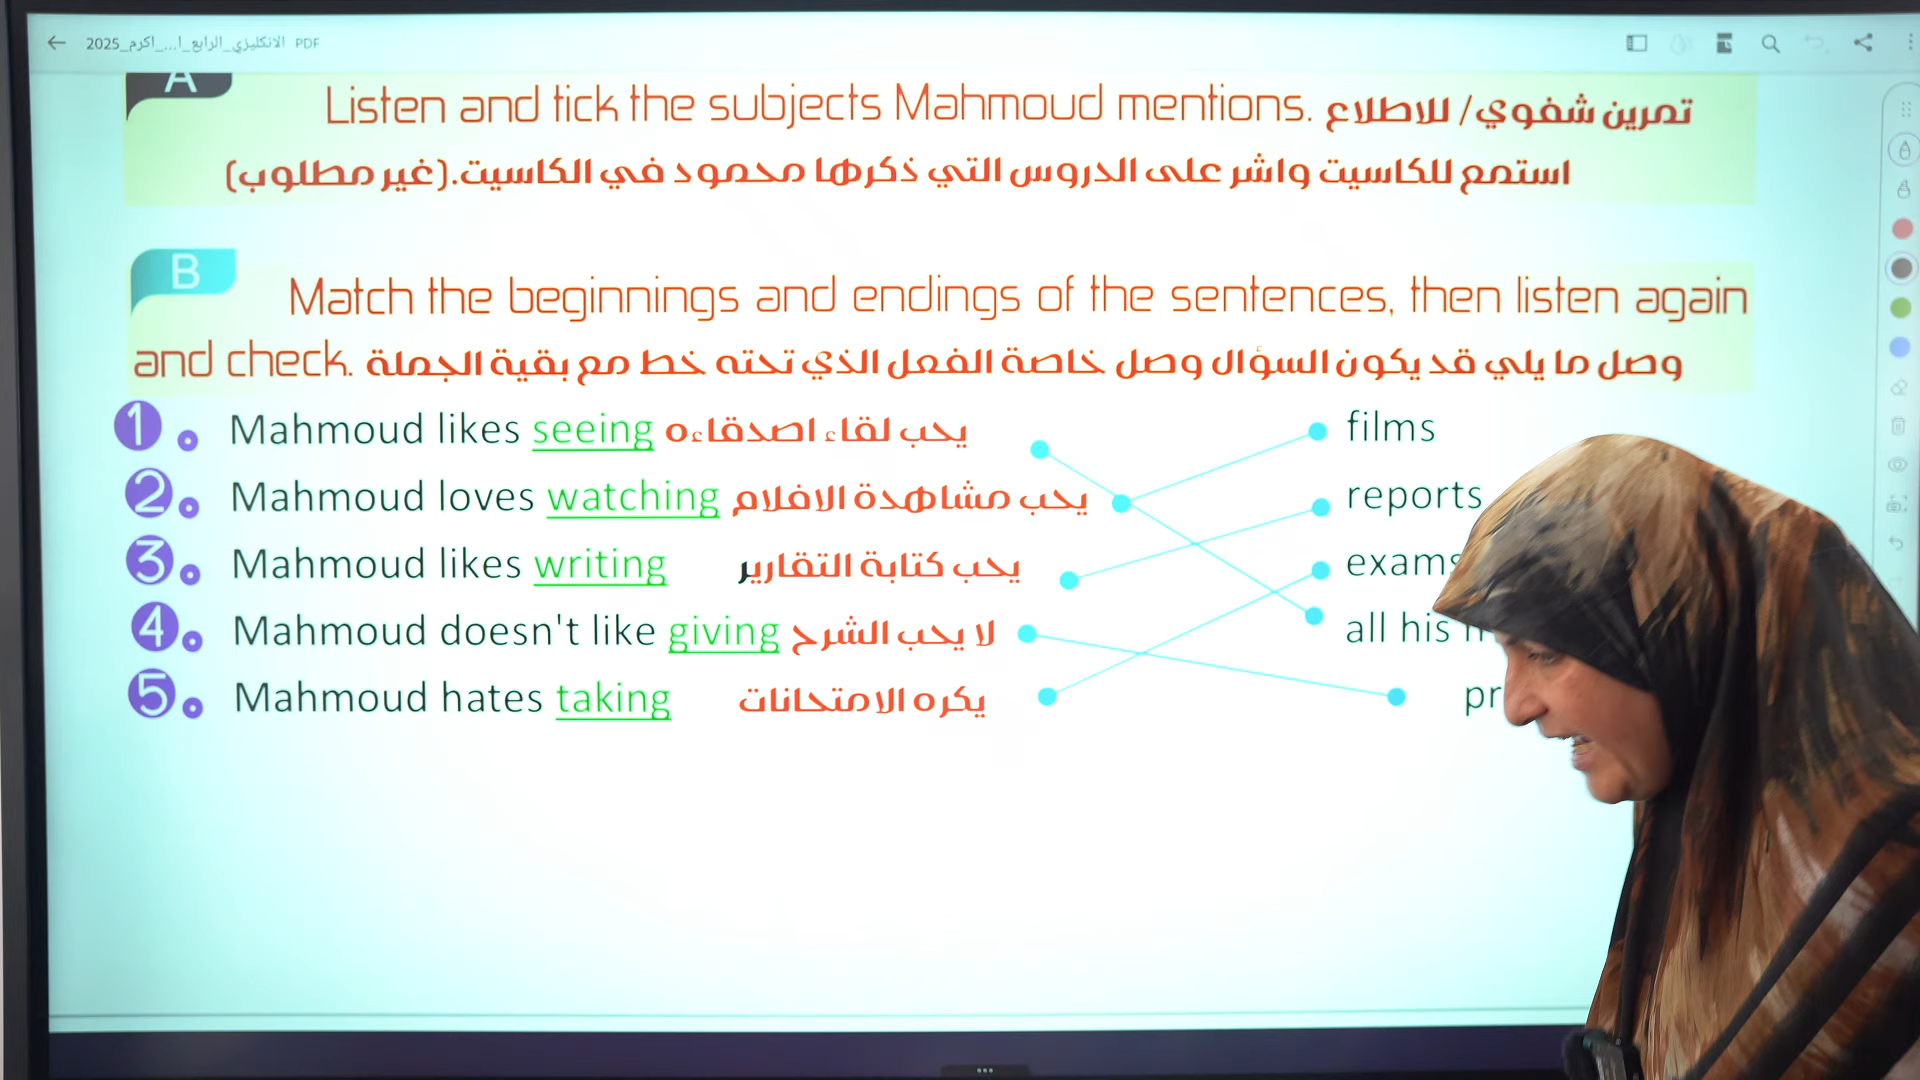 الانكليزي_الرابع_ا..._اكرم_2025 PDF
A
Listen and tick the subjects Mahmoud mentions. تمرين شفوي/ للاطلاع
استمع للكاسيت واشر على الدروس التي ذكرها محمود في الكاسيت.(غير مطلوب)
B
Match the beginnings and endings of the sentences, then listen again
and check. وصل ما يلي قد يكون السؤال وصل خاصة الفعل الذي تحته خط مع بقية الجملة
1. Mahmoud likes seeing يحب لقاء اصدقاءه films
2. Mahmoud loves watching يحب مشاهدة الافلام reports
3. Mahmoud likes writing يحب كتابة التقارير exams
4. Mahmoud doesn't like giving لا يحب الشرح all his
5. Mahmoud hates taking يكره الامتحانات